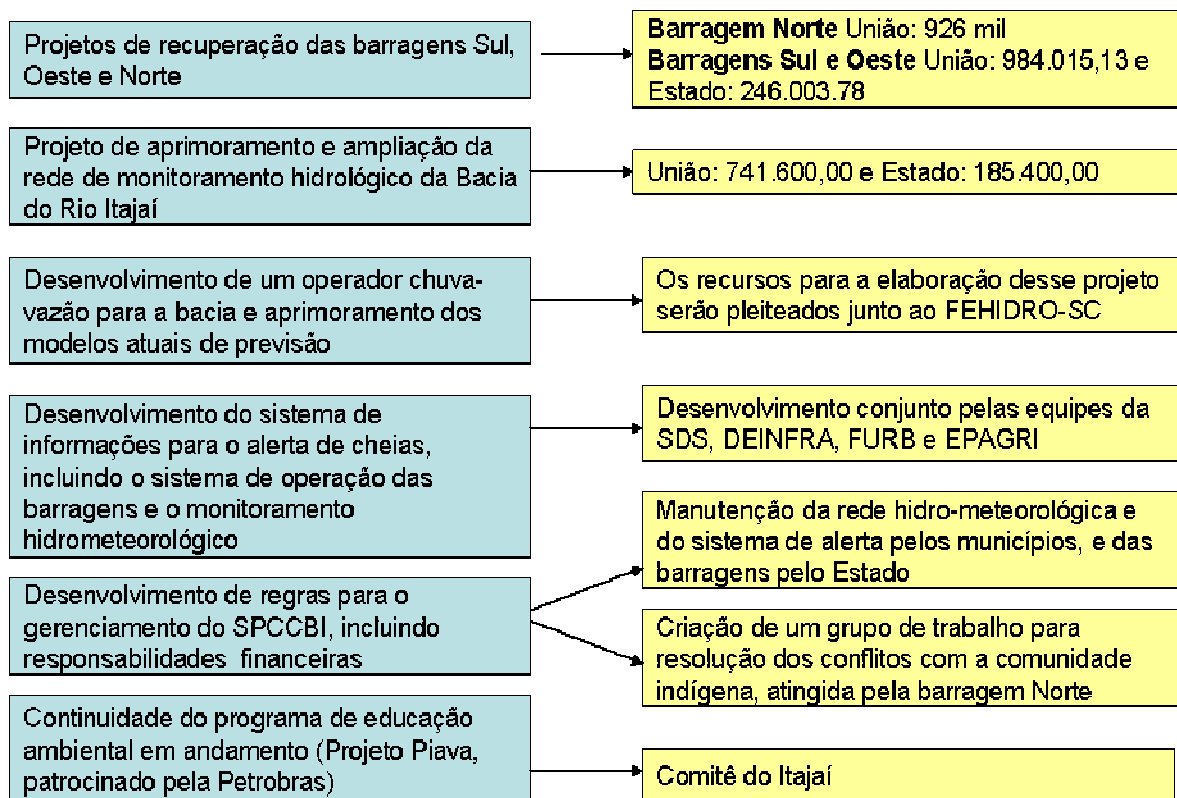 Projetos de recuperação das barragens Sul,
Oeste e Norte
Barragem Norte União: 926 mil
Barragens Sul e Oeste União: 984.015,13 e
Estado: 246.003.78
Projeto de aprimoramento e ampliação da
rede de monitoramento hidrológico da Bacia
do Rio Itajaí
União: 741.600,00 e Estado: 185.400,00
Desenvolvimento de um operador chuva-
vazão para a bacia e aprimoramento dos
modelos atuais de previsão
Os recursos para a elaboração desse projeto
serão pleiteados junto ao FEHIDRO-SC
Desenvolvimento do sistema de
informações para o alerta de cheias,
incluindo o sistema de operação das
barragens e o monitoramento
hidrometeorológico
Desenvolvimento conjunto pelas equipes da
SDS, DEINFRA, FURB e EPAGRI
Desenvolvimento de regras para o
gerenciamento do SPCCBI, incluindo
responsabilidades financeiras
Manutenção da rede hidro-meteorológica e
do sistema de alerta pelos municípios, e das
barragens pelo Estado
Criação de um grupo de trabalho para
resolução dos conflitos com a comunidade
indígena, atingida pela barragem Norte
Continuidade do programa de educação
ambiental em andamento (Projeto Piava,
patrocinado pela Petrobras)
Comitê do Itajaí